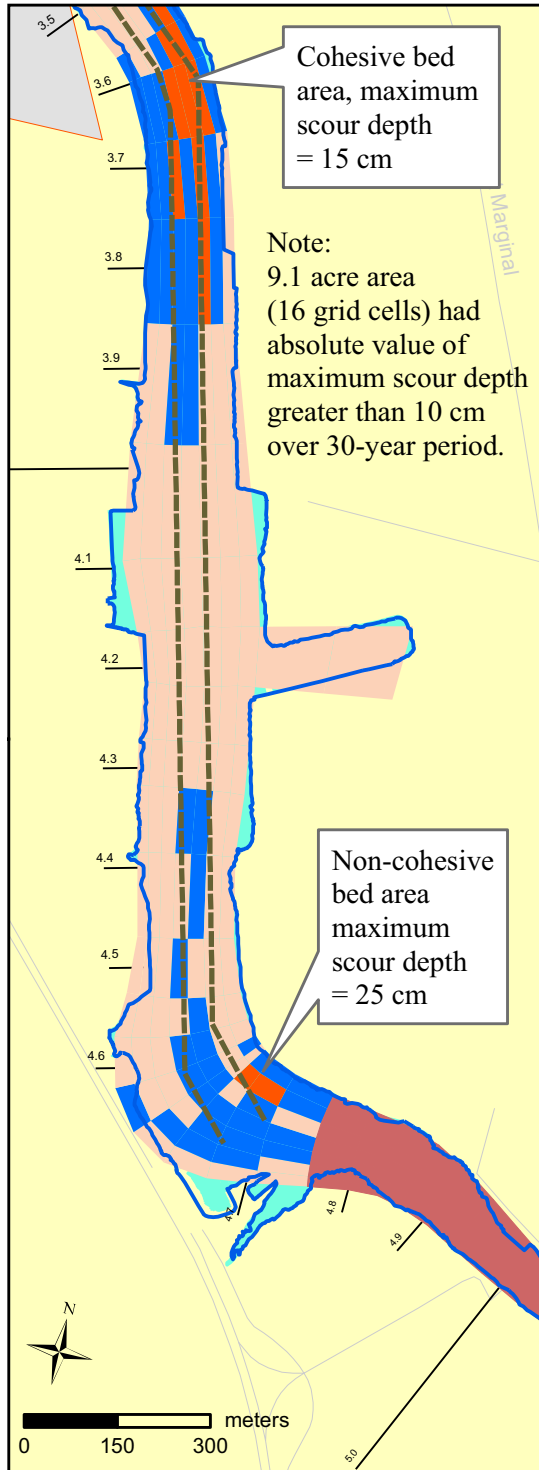 3.5
Cohesive bed
area, maximum
scour depth
= 15 cm
3.6
3.7
Marginal
Note:
9.1 acre area
(16 grid cells) had
absolute value of
maximum scour depth
greater than 10 cm
over 30-year period.
3.8
3.9
4.1
4.2
4.3
4.4
Non-cohesive
bed area
maximum
scour depth
= 25 cm
4.5
4.6
4.7
4.8
4.9
5.0
N
meters
0 150 300